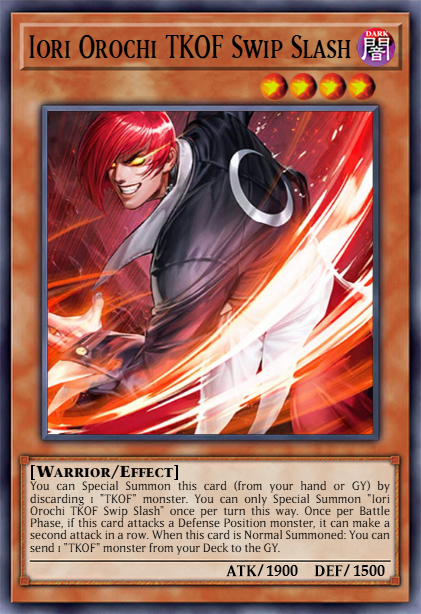 Iori Orochi TKOF Swip Slash
DARK
闇
[Warrior/Effect]
You can Special Summon this card (from your hand or GY) by
discarding 1 "TKOF" monster. You can only Special Summon "Iori
Orochi TKOF Swip Slash" once per turn this way. Once per Battle
Phase, if this card attacks a Defense Position monster, it can make a
second attack in a row. When this card is Normal Summoned: You can
send 1 "TKOF" monster from your Deck to the GY.
ATK/1900 DEF/1500